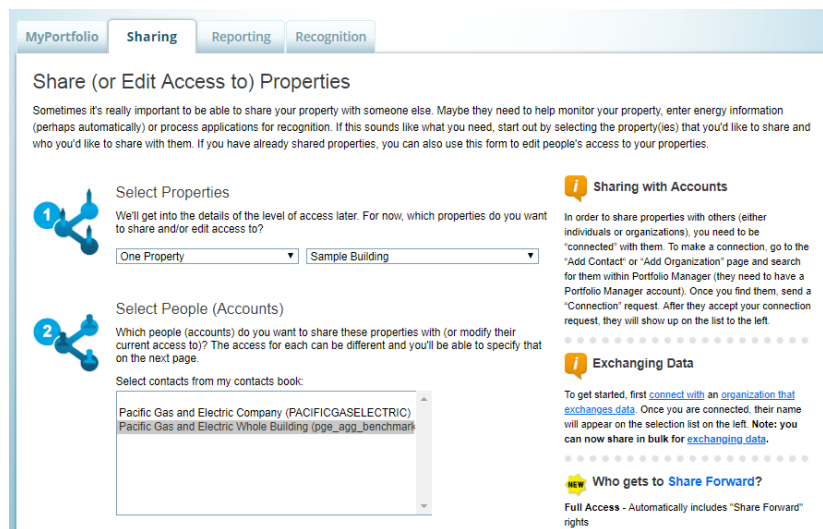 MyPortfolio Sharing Reporting Recognition
Share (or Edit Access to) Properties
Sometimes it's really important to be able to share your property with someone else. Maybe they need to help monitor your property, enter energy information
(perhaps automatically) or process applications for recognition. If this sounds like what you need, start out by selecting the property(ies) that you'd like to share and
who you'd like to share with them. If you have already shared properties, you can also use this form to edit people's access to your properties.
1
Select Properties
We'll get into the details of the level of access later. For now, which properties do you want
to share and/or edit access to?
One Property Sample Building
2
Select People (Accounts)
Which people (accounts) do you want to share these properties with (or modify their
current access to)? The access for each can be different and you'll be able to specify that
on the next page.
Select contacts from my contacts book:
Pacific Gas and Electric Company (PACIFICGASELECTRIC)
Pacific Gas and Electric Whole Building (pge_agg_benchmark
i Sharing with Accounts
In order to share properties with others (either
individuals or organizations), you need to be
"connected" with them. To make a connection, go to the
"Add Contact" or "Add Organization" page and search
for them within Portfolio Manager (they need to have a
Portfolio Manager account). Once you find them, send a
"Connection" request. After they accept your connection
request, they will show up on the list to the left.
i Exchanging Data
To get started, first connect with an organization that
exchanges data. Once you are connected, their name
will appear on the selection list on the left. Note: you
can now share in bulk for exchanging data.
NEW Who gets to Share Forward?
Full Access - Automatically includes "Share Forward"
rights